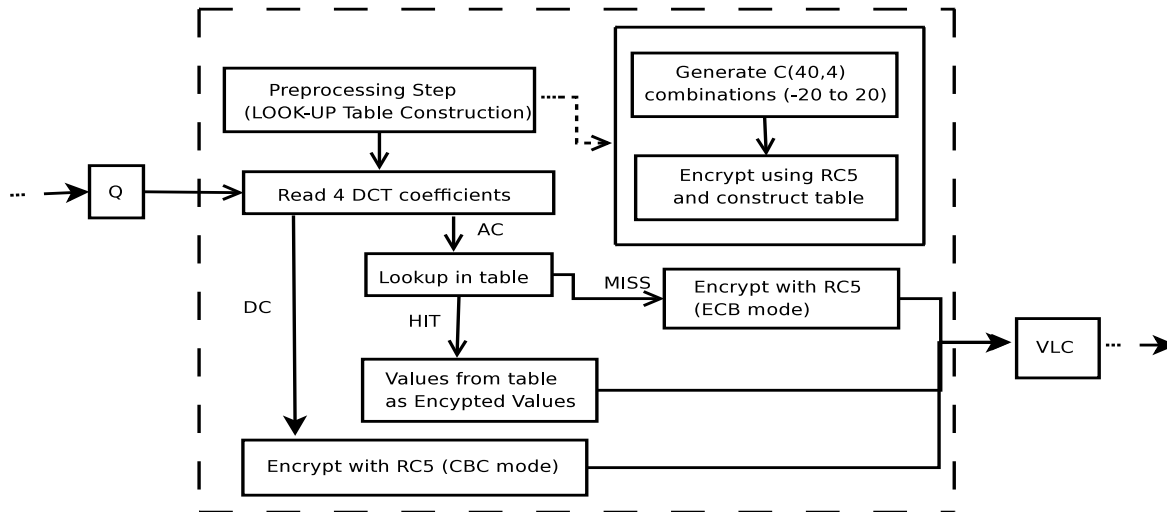 Preprocessing Step
(LOOK-UP Table Construction)
Generate C(40,4)
combinations (-20 to 20)
Encrypt using RC5
and construct table
...
Q
Read 4 DCT coefficients
AC
Lookup in table
MISS
Encrypt with RC5
(ECB mode)
DC
HIT
Values from table
as Encypted Values
VLC
...
Encrypt with RC5 (CBC mode)